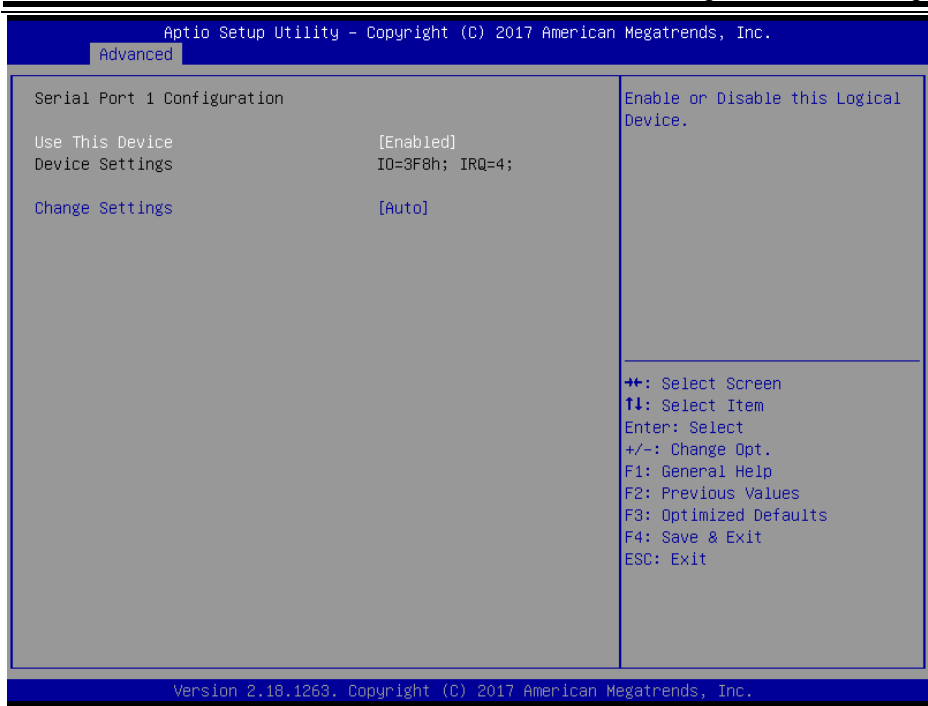 Aptio Setup Utility – Copyright (C) 2017 American Megatrends, Inc.
Advanced
Serial Port 1 Configuration
Use This Device [Enabled]
Device Settings IO=3F8h; IRQ=4;
Change Settings [Auto]
Enable or Disable this Logical
Device.
→←: Select Screen
↑↓: Select Item
Enter: Select
+/-: Change Opt.
F1: General Help
F2: Previous Values
F3: Optimized Defaults
F4: Save & Exit
ESC: Exit
Version 2.18.1263. Copyright (C) 2017 American Megatrends, Inc.